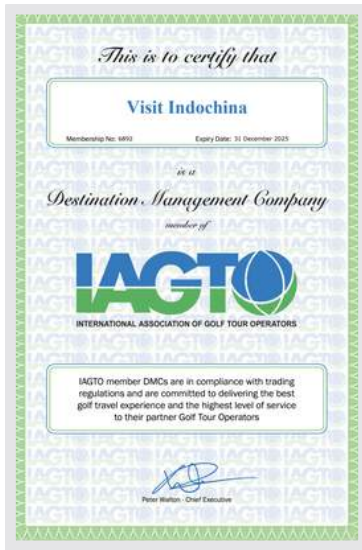 This is to certify that
Visit Indochina
Membership No: 6892 Expiry Date: 31 December 2025
is a
Destination Management Company
member of
IAGTO
INTERNATIONAL ASSOCIATION OF GOLF TOUR OPERATORS
IAGTO member DMCs are in compliance with trading
regulations and are committed to delivering the best
golf travel experience and the highest level of service
to their partner Golf Tour Operators
Peter Walton - Chief Executive